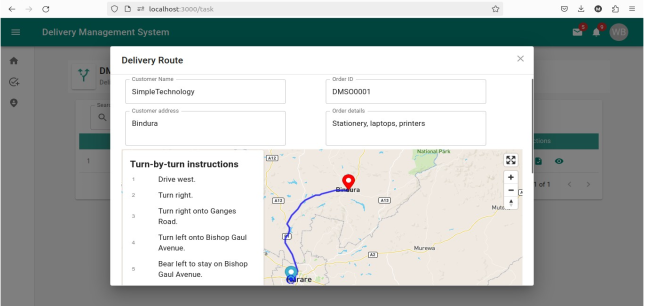 localhost:3000/task
Delivery Management System
WB
Delivery Route
Customer Name
SimpleTechnology
Order ID
DMSO0001
Customer address
Bindura
Order details
Stationery, laptops, printers
Turn-by-turn instructions
1 Drive west.
2 Turn right.
3 Turn right onto Ganges
Road.
4 Turn left onto Bishop Gaul
Avenue.
5 Bear left to stay on Bishop
Gaul Avenue.
National Park
A12
Bindura
A12
A13
Murewa
A2
Harare
1
1 of 1